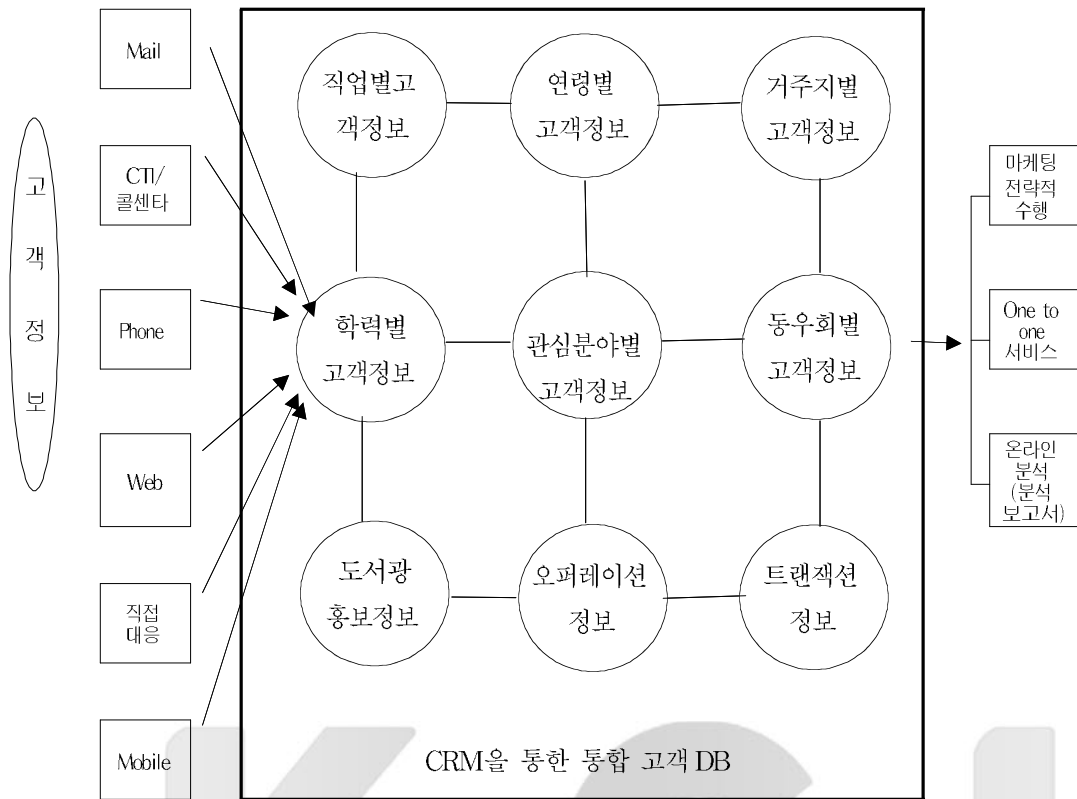 고
객
정
보
Mail
CTI/
콜센타
Phone
Web
직접
대응
Mobile
직업별고
객정보
연령별
고객정보
거주지별
고객정보
학력별
고객정보
관심분야별
고객정보
동우회별
고객정보
도서광
홍보정보
오퍼레이션
정보
트랜잭션
정보
CRM을 통한 통합 고객 DB
마케팅
전략적
수행
One to
one
서비스
온라인
분석
(분석
보고서)